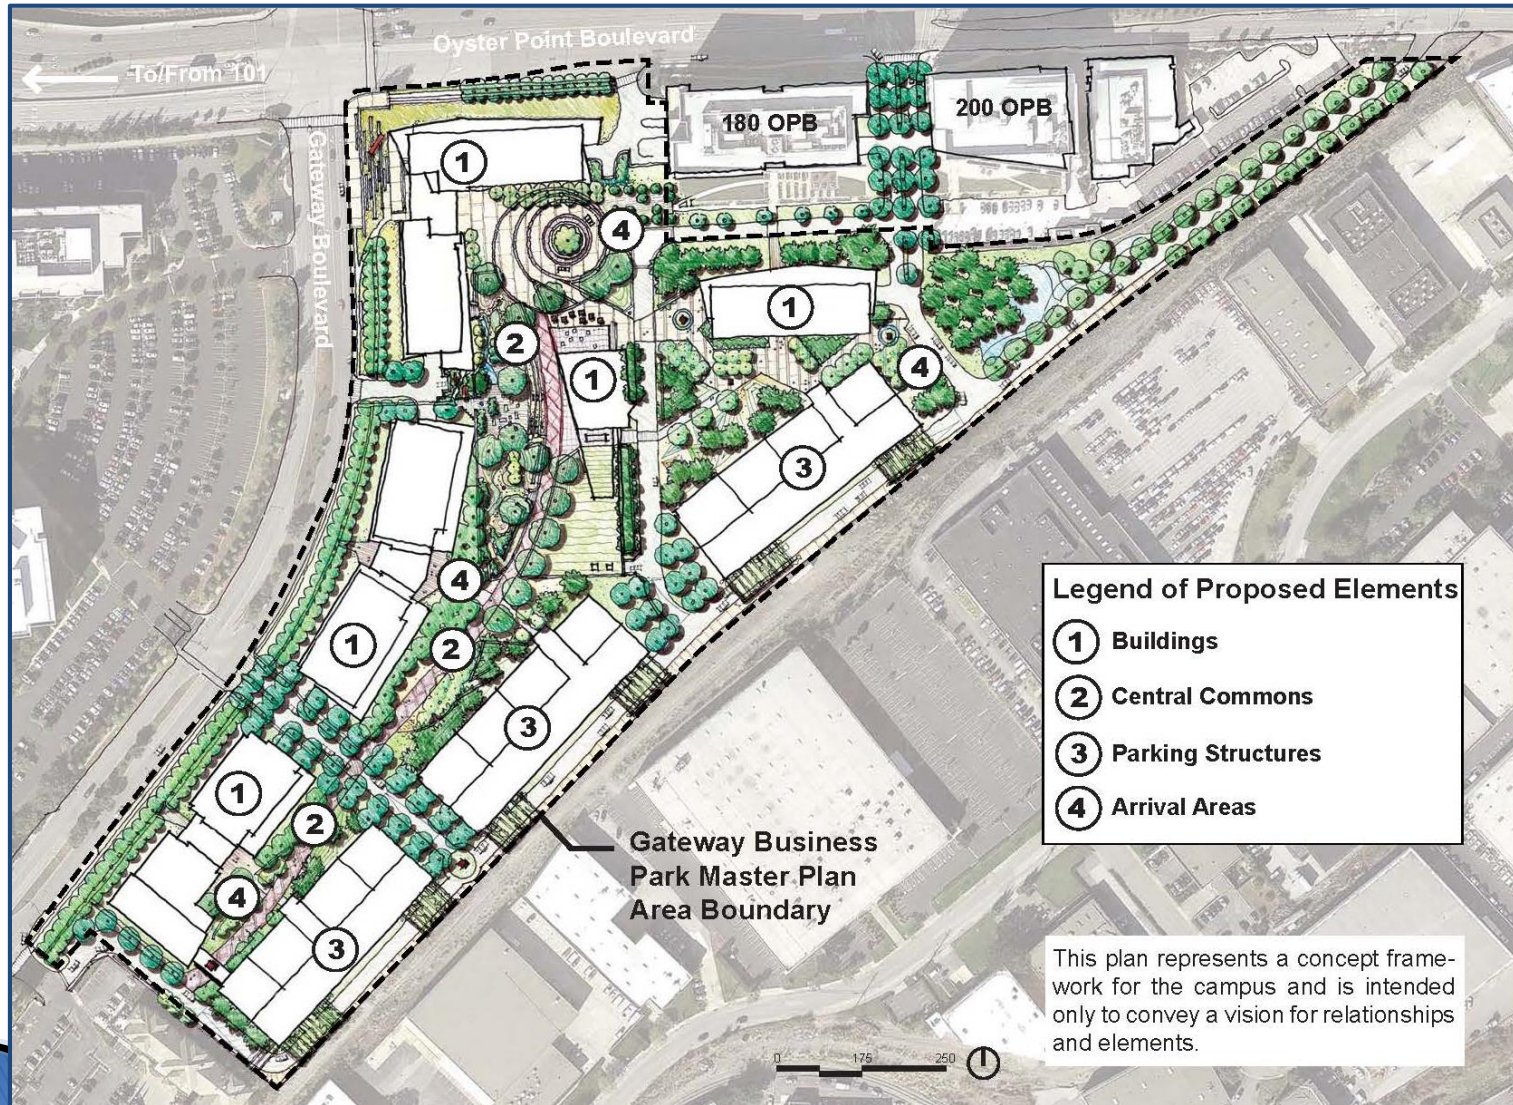 Oyster Point Boulevard
To/From 101
Gateway Boulevard
180 OPB
200 OPB
1
4
1
2
1
4
3
4
1
2
3
1
2
4
3
Legend of Proposed Elements
1 Buildings
2 Central Commons
3 Parking Structures
4 Arrival Areas
Gateway Business
Park Master Plan
Area Boundary
This plan represents a concept frame-
work for the campus and is intended
only to convey a vision for relationships
and elements.
0 175 250